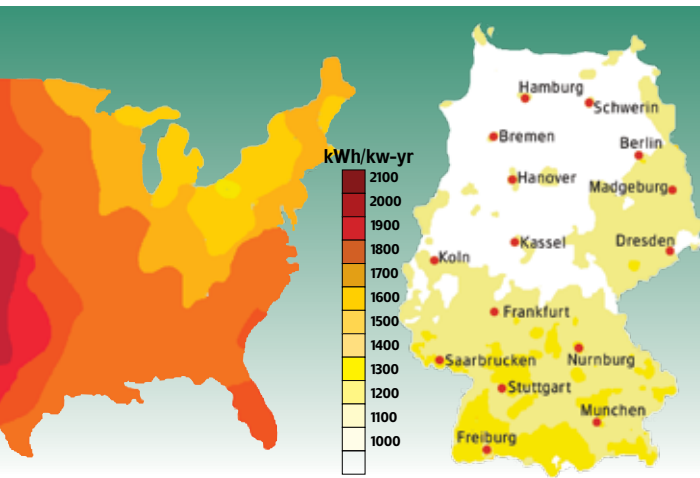 kWh/kw-yr
2100
2000
1900
1800
1700
1600
1500
1400
1300
1200
1100
1000
Hamburg
Schwerin
Bremen
Berlin
Hanover
Madgeburg
Kassel
Dresden
Koln
Frankfurt
Saarbrucken
Nurnburg
Stuttgart
Munchen
Freiburg